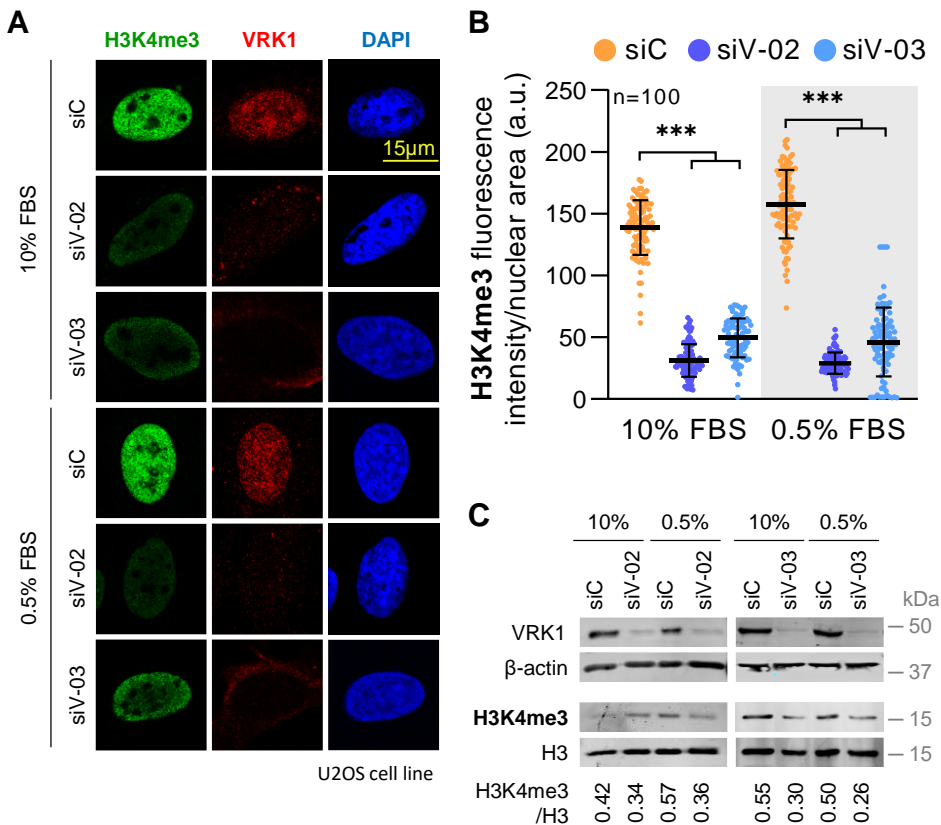 A
H3K4me3 VRK1 DAPI
10% FBS
siC
15µm
siV-02
siV-03
0.5% FBS
siC
siV-02
siV-03
U2OS cell line
B
siC siV-02 siV-03
H3K4me3 fluorescence
intensity/nuclear area (a.u.)
250
200
150
100
50
0
n=100
***
***
10% FBS 0.5% FBS
C
10% 0.5% 10% 0.5%
siC siV-02 siC siV-02 siC siV-03 siC siV-03
kDa
VRK1 50
β-actin 37
H3K4me3 15
H3 15
H3K4me3
/H3
0.42 0.34 0.57 0.36 0.55 0.30 0.50 0.26